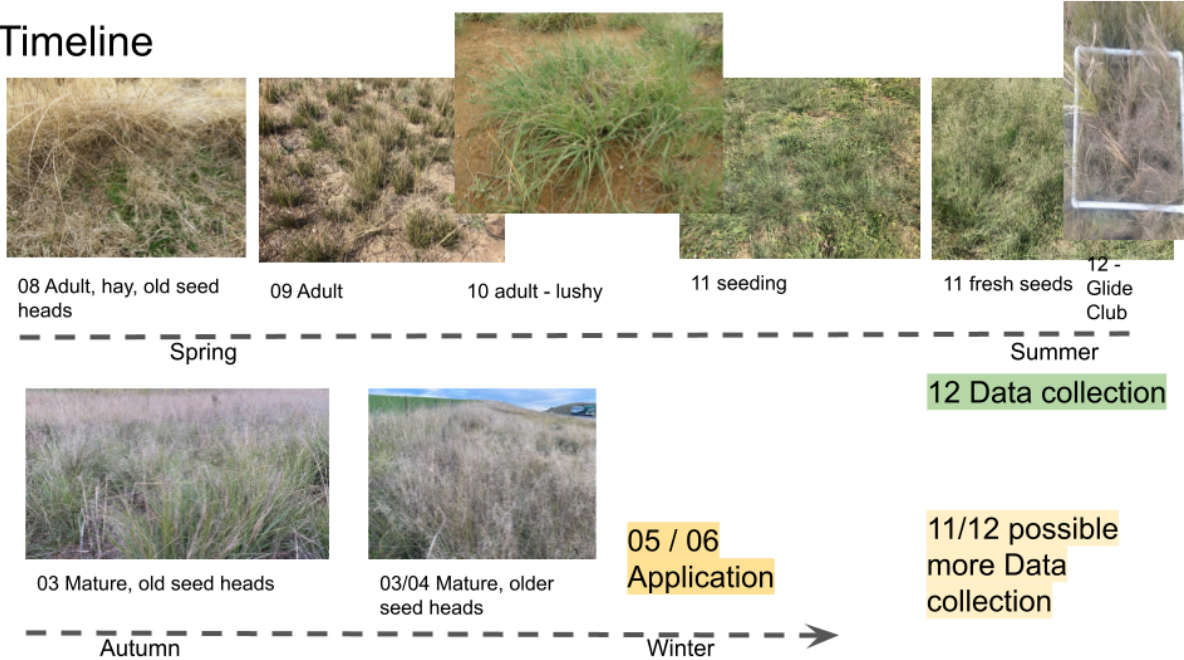 Timeline
08 Adult, hay, old seed
heads
09 Adult
10 adult - lushy
11 seeding
11 fresh seeds
12 -
Glide
Club
Spring
Summer
12 Data collection
03 Mature, old seed heads
03/04 Mature, older
seed heads
05 / 06
Application
11/12 possible
more Data
collection
Autumn
Winter